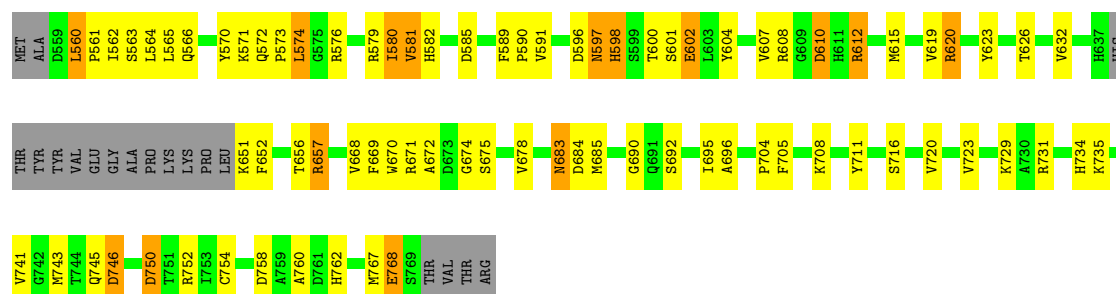 MET ALA D559 L560 P561 I562 S563 L564 L565 Q566 Y570 K571 Q572 P573 L574 G575 R576 R579 I580 V581 H582 D585 F589 P590 V591 D596 N597 H598 S599 T600 S601 E602 L603 Y604 V607 R608 G609 D610 H611 R612 M615 V619 R620 Y623 T626 V632 H637
THR TYR TYR VAL GLU GLY ALA PRO LYS LYS PRO LEU K651 F652 T656 R657 V668 F669 W670 R671 A672 D673 G674 S675 V678 N683 D684 M685 G690 Q691 S692 I695 A696 P704 F705 K708 Y711 S716 V720 V723 K729 A730 R731 H734 K735
V741 G742 M743 T744 Q745 D746 D750 T751 R752 I753 C754 D758 A759 A760 D761 H762 M767 E768 S769 THR VAL THR ARG